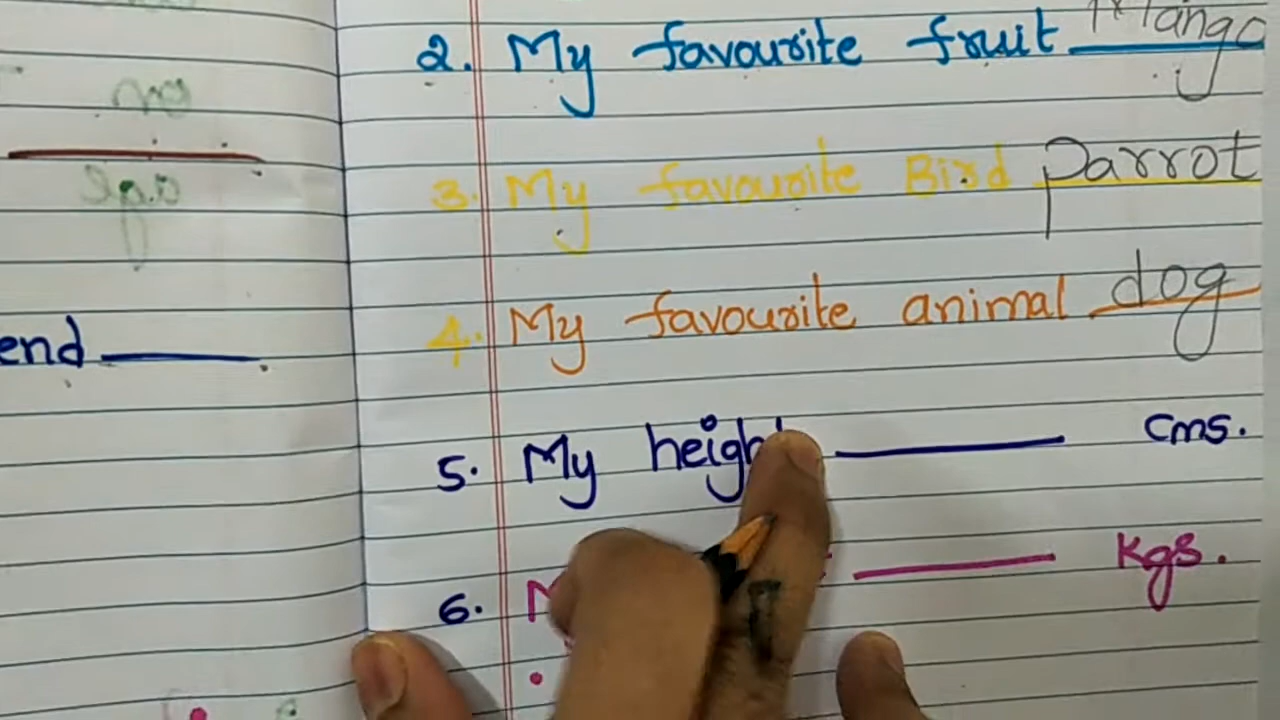 2. My favourite fruit Mango
3. My favourite Bird parrot
4. My favourite animal dog
end
5. My height cms.
6. kgs.